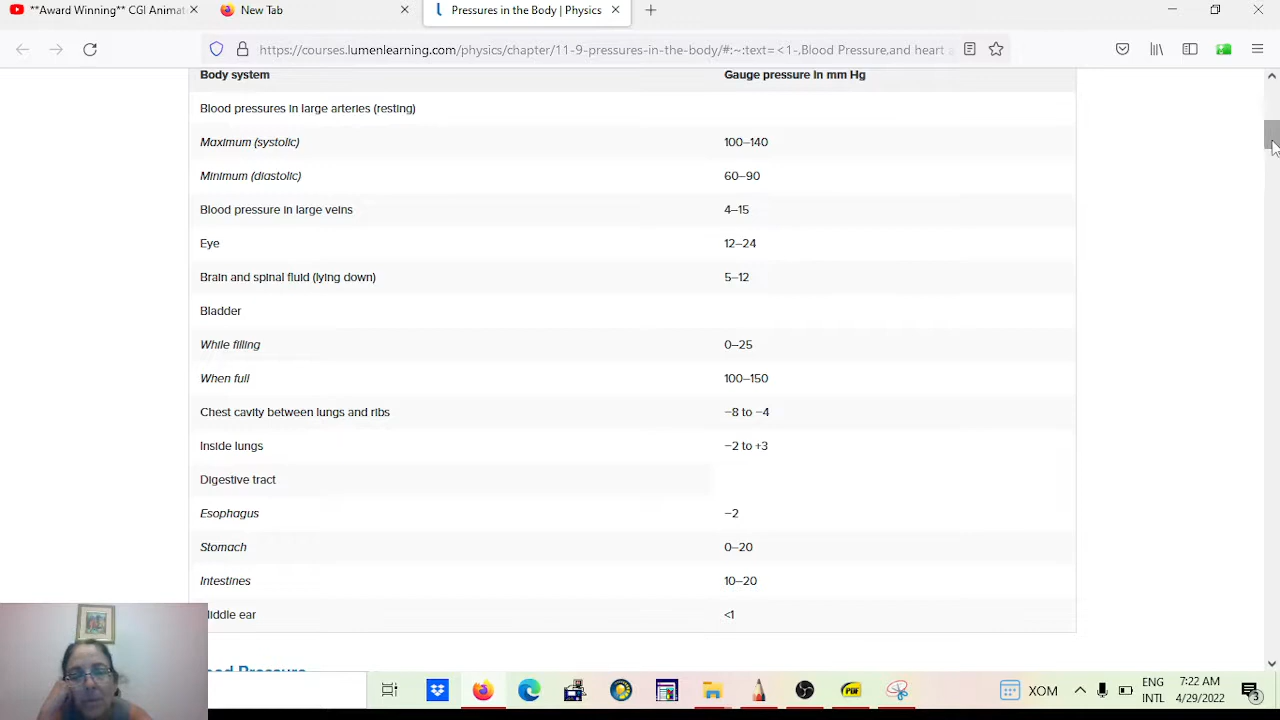 **Award Winning** CGI Animat
New Tab
Pressures in the Body | Physics
https://courses.lumenlearning.com/physics/chapter/11-9-pressures-in-the-body/#:~:text=<1-,Blood Pressure,and heart a
Body system Gauge pressure in mm Hg
Blood pressures in large arteries (resting)
Maximum (systolic) 100–140
Minimum (diastolic) 60–90
Blood pressure in large veins 4–15
Eye 12–24
Brain and spinal fluid (lying down) 5–12
Bladder
While filling 0–25
When full 100–150
Chest cavity between lungs and ribs −8 to −4
Inside lungs −2 to +3
Digestive tract
Esophagus −2
Stomach 0–20
Intestines 10–20
iddle ear <1
ood Pressure
XOM
ENG
INTL
7:22 AM
4/29/2022
3